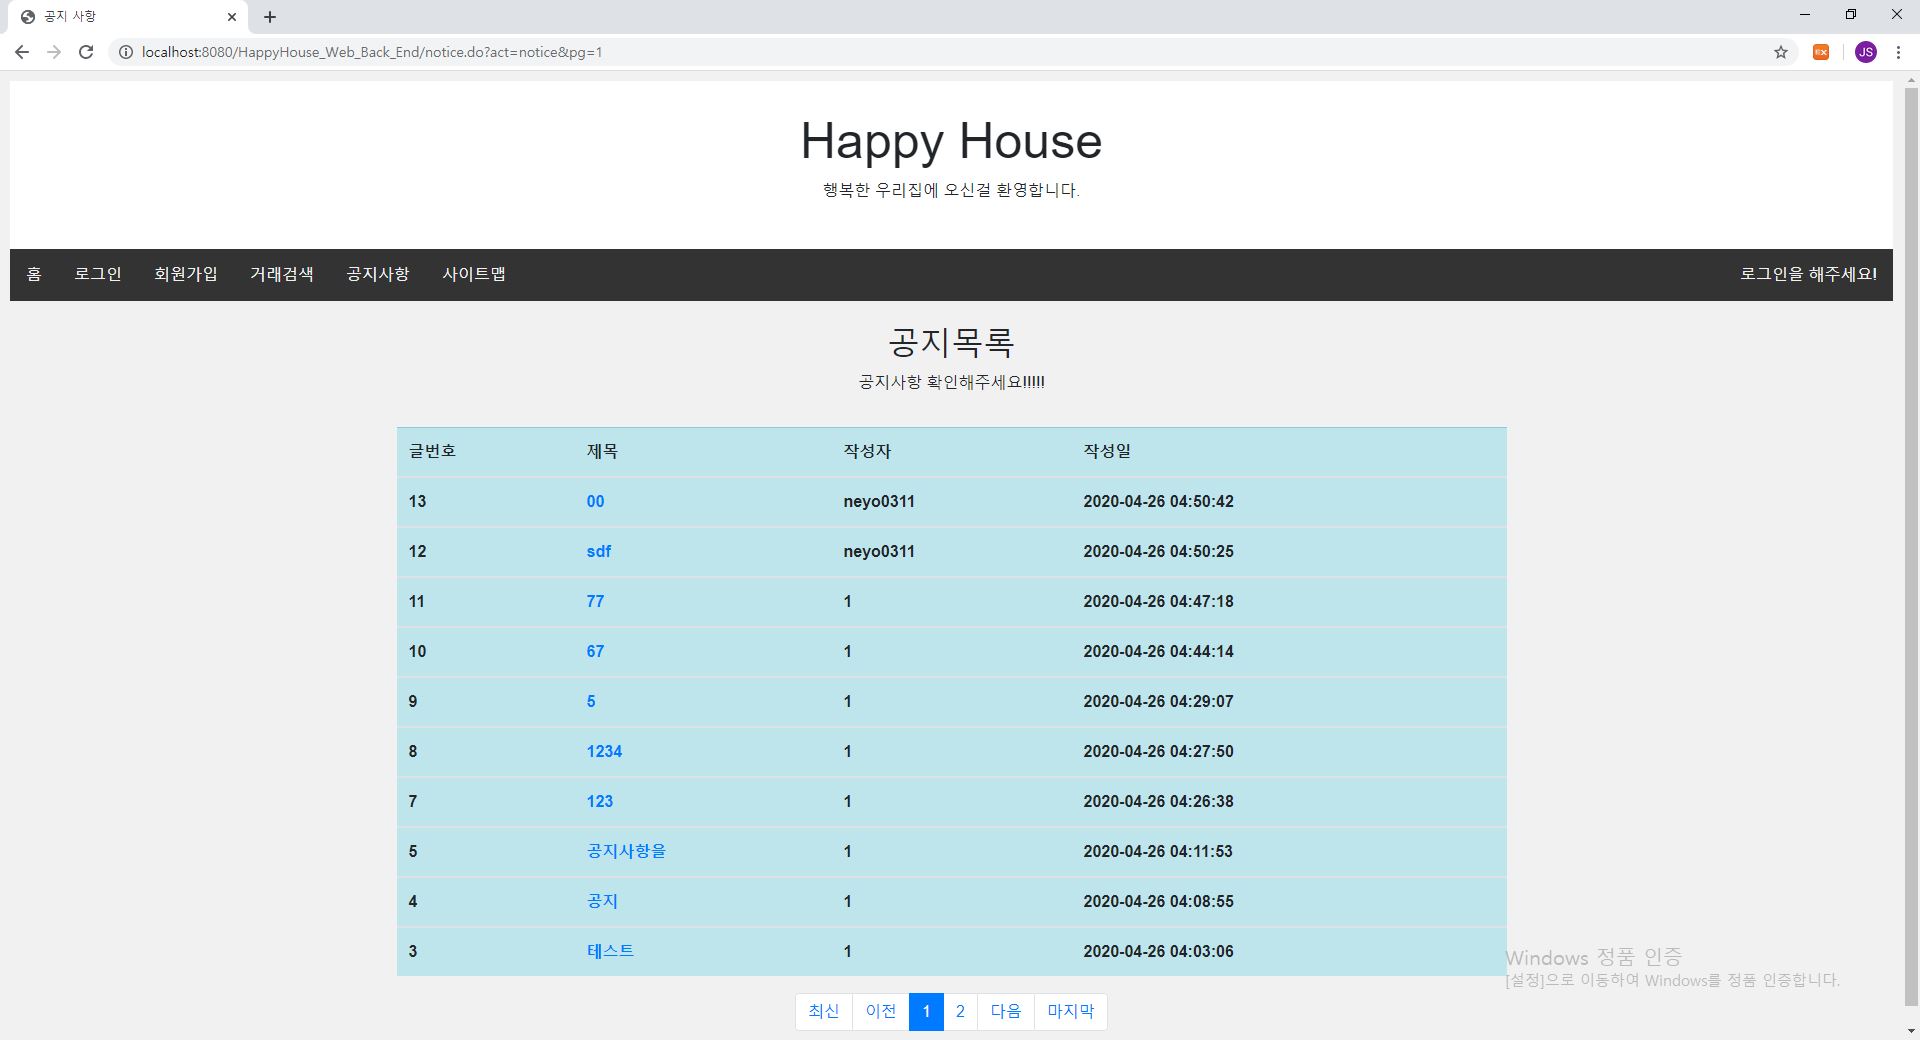 공지 사항
localhost:8080/HappyHouse_Web_Back_End/notice.do?act=notice&pg=1
JS
Happy House
행복한 우리집에 오신걸 환영합니다.
홈 로그인 회원가입 거래검색 공지사항 사이트맵 로그인을 해주세요!
공지목록
공지사항 확인해주세요!!!!!
글번호 제목 작성자 작성일
13 00 neyo0311 2020-04-26 04:50:42
12 sdf neyo0311 2020-04-26 04:50:25
11 77 1 2020-04-26 04:47:18
10 67 1 2020-04-26 04:44:14
9 5 1 2020-04-26 04:29:07
8 1234 1 2020-04-26 04:27:50
7 123 1 2020-04-26 04:26:38
5 공지사항을 1 2020-04-26 04:11:53
4 공지 1 2020-04-26 04:08:55
3 테스트 1 2020-04-26 04:03:06
Windows 정품 인증
[설정]으로 이동하여 Windows를 정품 인증합니다.
최신 이전 1 2 다음 마지막